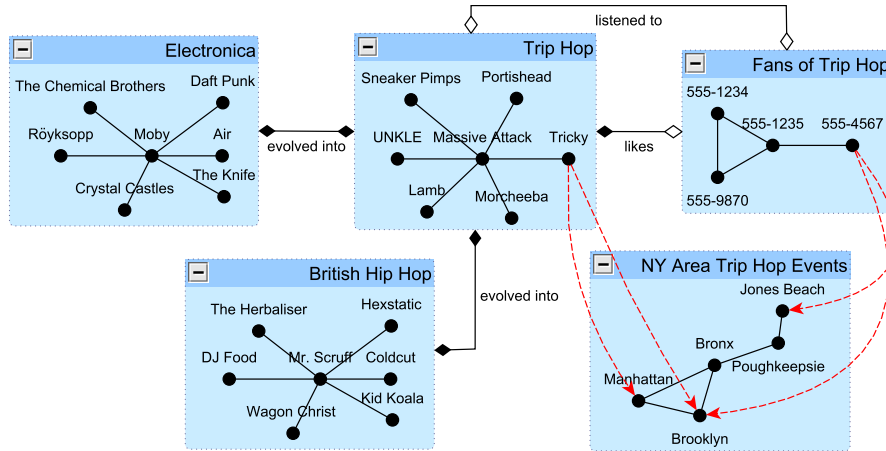 listened to
Electronica
The Chemical Brothers
Daft Punk
Röyksopp
Moby
Air
Crystal Castles
The Knife
evolved into
Trip Hop
Sneaker Pimps
Portishead
UNKLE
Massive Attack
Tricky
Lamb
Morcheeba
likes
Fans of Trip Hop
555-1234
555-1235
555-4567
555-9870
evolved into
British Hip Hop
The Herbaliser
Hexstatic
DJ Food
Mr. Scruff
Coldcut
Wagon Christ
Kid Koala
NY Area Trip Hop Events
Jones Beach
Bronx
Poughkeepsie
Manhattan
Brooklyn